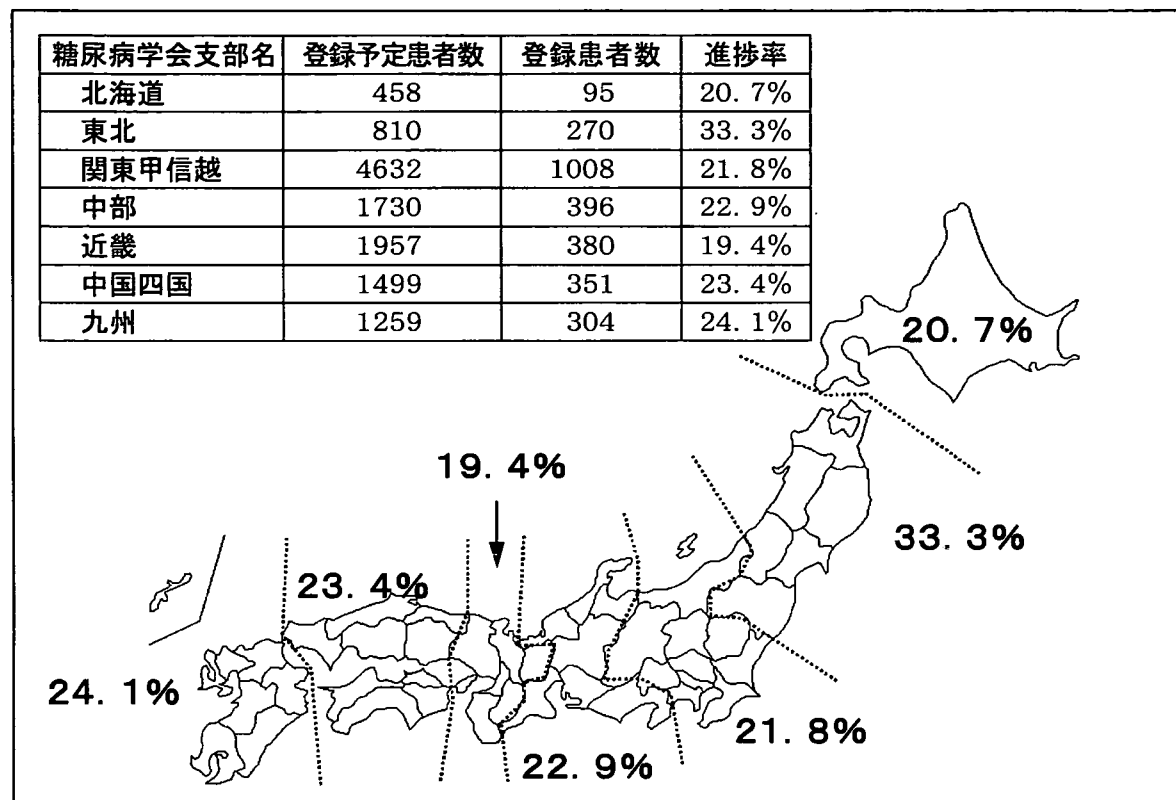 糖尿病学会支部名 登録予定患者数 登録患者数 進捗率
北海道 458 95 20. 7%
東北 810 270 33. 3%
関東甲信越 4632 1008 21. 8%
中部 1730 396 22. 9%
近畿 1957 380 19. 4%
中国四国 1499 351 23. 4%
九州 1259 304 24. 1%
20. 7%
19. 4%
33. 3%
23. 4%
24. 1%
21. 8%
22. 9%